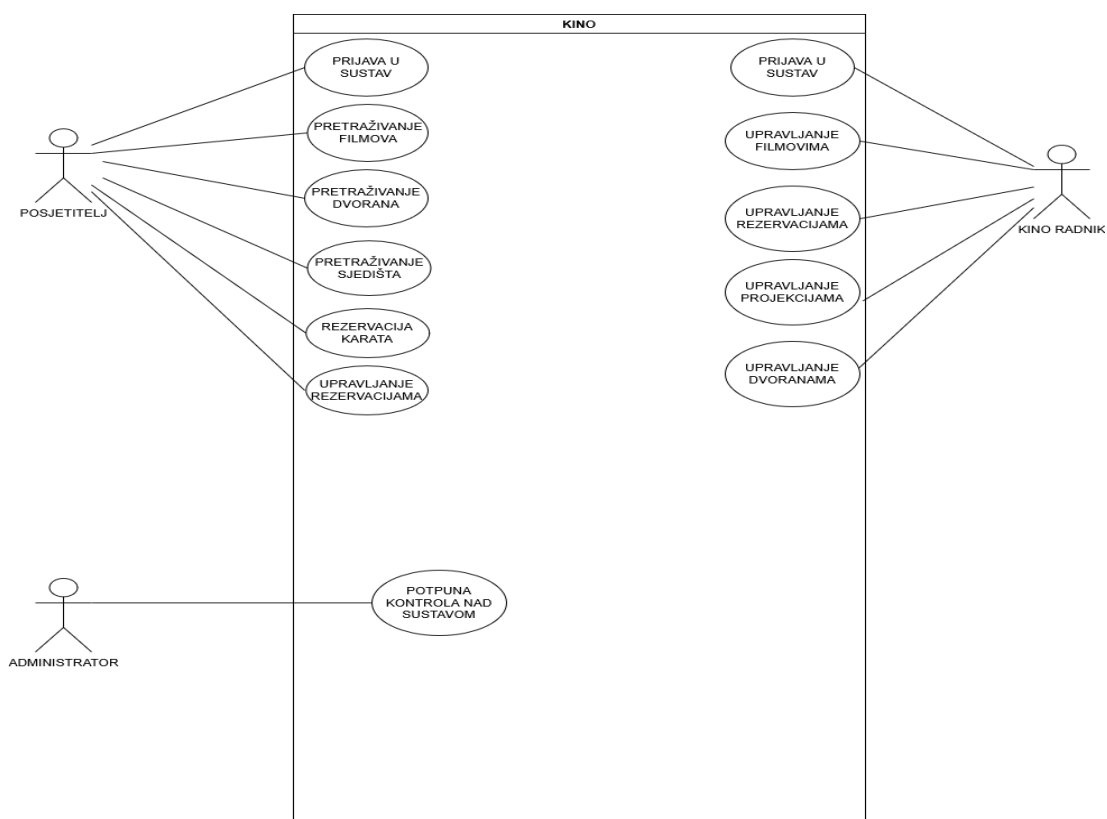 KINO
PRIJAVA U
SUSTAV
PRETRAŽIVANJE
FILMOVA
PRETRAŽIVANJE
DVORANA
PRETRAŽIVANJE
SJEDIŠTA
REZERVACIJA
KARATA
UPRAVLJANJE
REZERVACIJAMA
POSJETITELJ
PRIJAVA U
SUSTAV
UPRAVLJANJE
FILMOVIMA
UPRAVLJANJE
REZERVACIJAMA
UPRAVLJANJE
PROJEKCIJAMA
UPRAVLJANJE
DVORANAMA
KINO RADNIK
POTPUNA
KONTROLA NAD
SUSTAVOM
ADMINISTRATOR